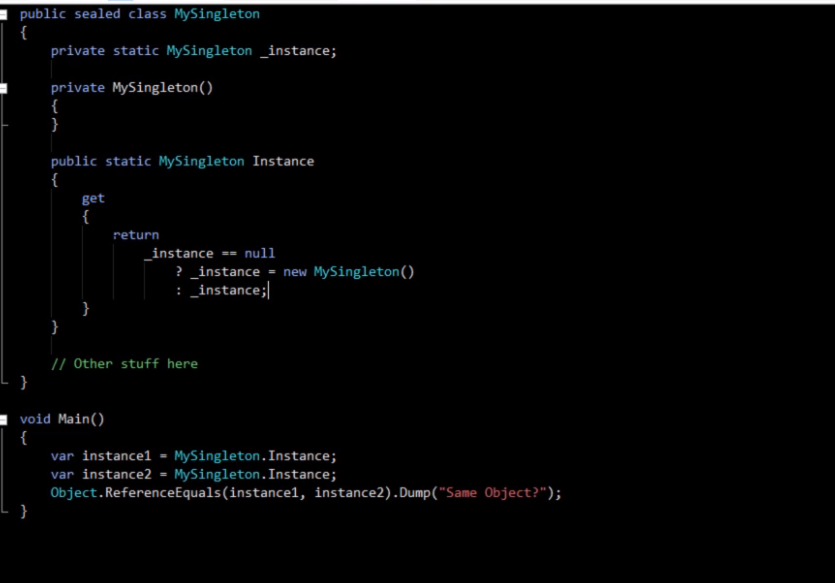 public sealed class MySingleton
{
    private static MySingleton _instance;

    private MySingleton()
    {
    }

    public static MySingleton Instance
    {
        get
        {
            return
                _instance == null
                    ? _instance = new MySingleton()
                    : _instance;
        }
    }

    // Other stuff here
}

void Main()
{
    var instance1 = MySingleton.Instance;
    var instance2 = MySingleton.Instance;
    Object.ReferenceEquals(instance1, instance2).Dump("Same Object?");
}